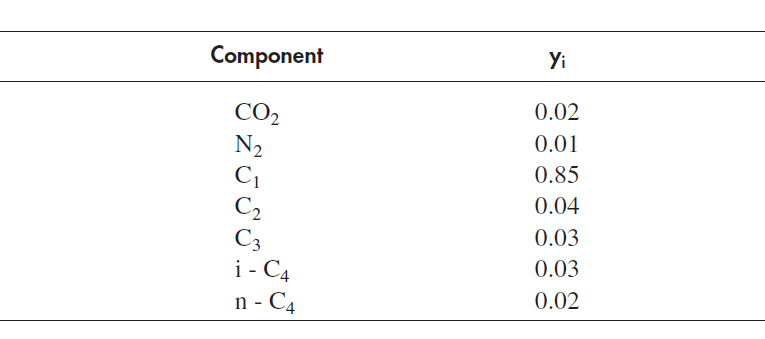 Component yᵢ
CO₂ 0.02
N₂ 0.01
C₁ 0.85
C₂ 0.04
C₃ 0.03
i - C₄ 0.03
n - C₄ 0.02